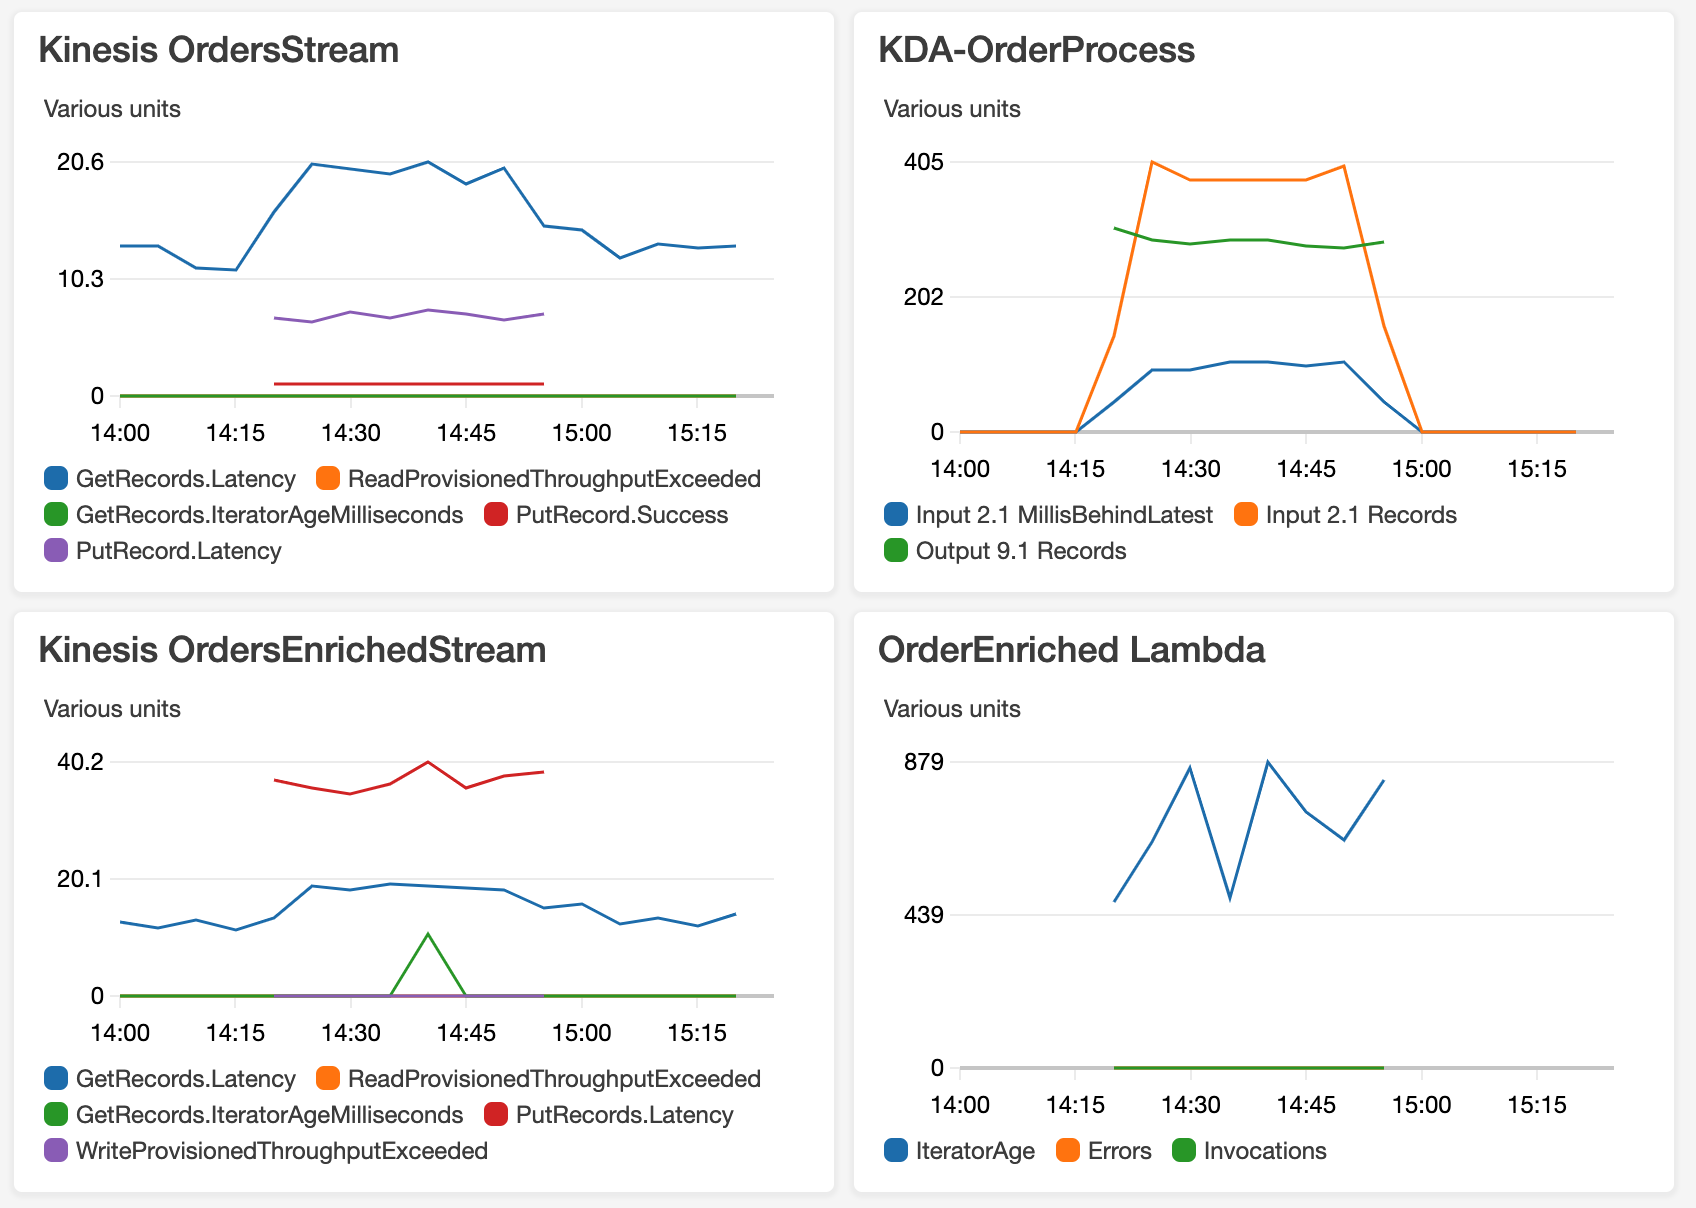 Kinesis OrdersStream
Various units
20.6
10.3
0
14:00 14:15 14:30 14:45 15:00 15:15
GetRecords.Latency ReadProvisionedThroughputExceeded
GetRecords.IteratorAgeMilliseconds PutRecord.Success
PutRecord.Latency
KDA-OrderProcess
Various units
405
202
0
14:00 14:15 14:30 14:45 15:00 15:15
Input 2.1 MillisBehindLatest Input 2.1 Records
Output 9.1 Records
Kinesis OrdersEnrichedStream
Various units
40.2
20.1
0
14:00 14:15 14:30 14:45 15:00 15:15
GetRecords.Latency ReadProvisionedThroughputExceeded
GetRecords.IteratorAgeMilliseconds PutRecords.Latency
WriteProvisionedThroughputExceeded
OrderEnriched Lambda
Various units
879
439
0
14:00 14:15 14:30 14:45 15:00 15:15
IteratorAge Errors Invocations